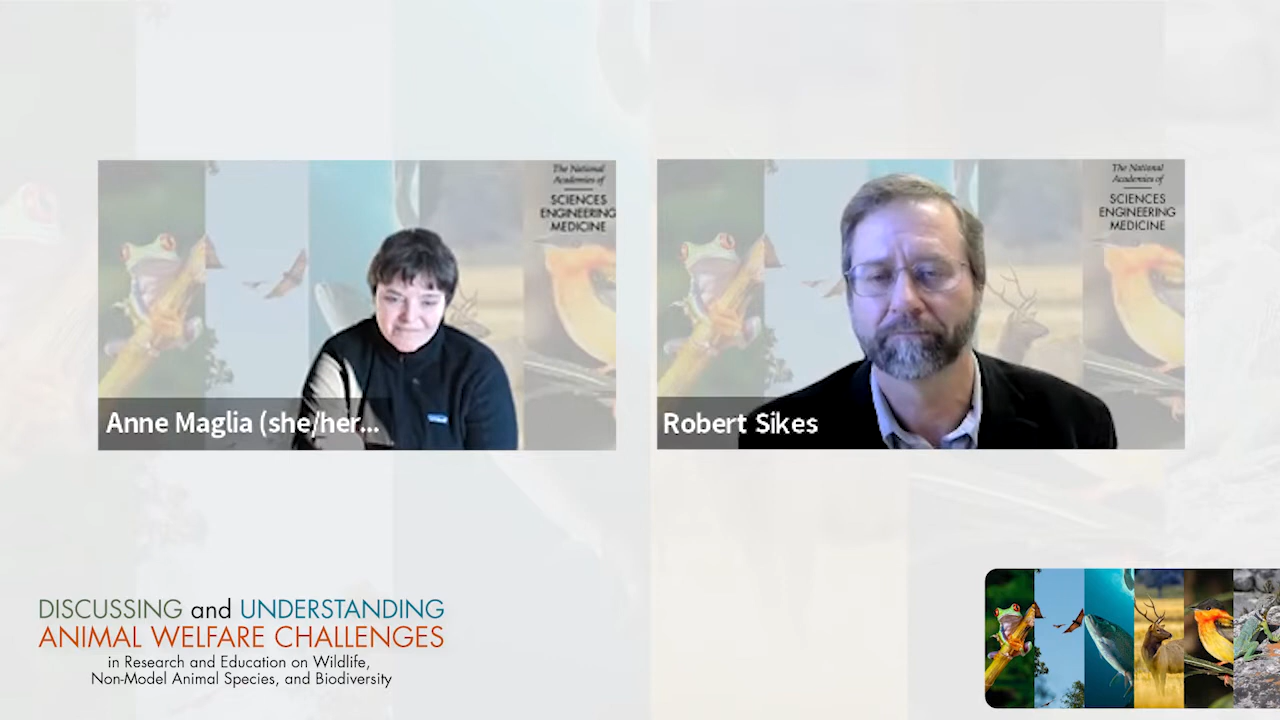 The National
Academies of
SCIENCES
ENGINEERING
MEDICINE
Anne Maglia (she/her...
The National
Academies of
SCIENCES
ENGINEERING
MEDICINE
Robert Sikes
DISCUSSING and UNDERSTANDING
ANIMAL WELFARE CHALLENGES
in Research and Education on Wildlife,
Non-Model Animal Species, and Biodiversity